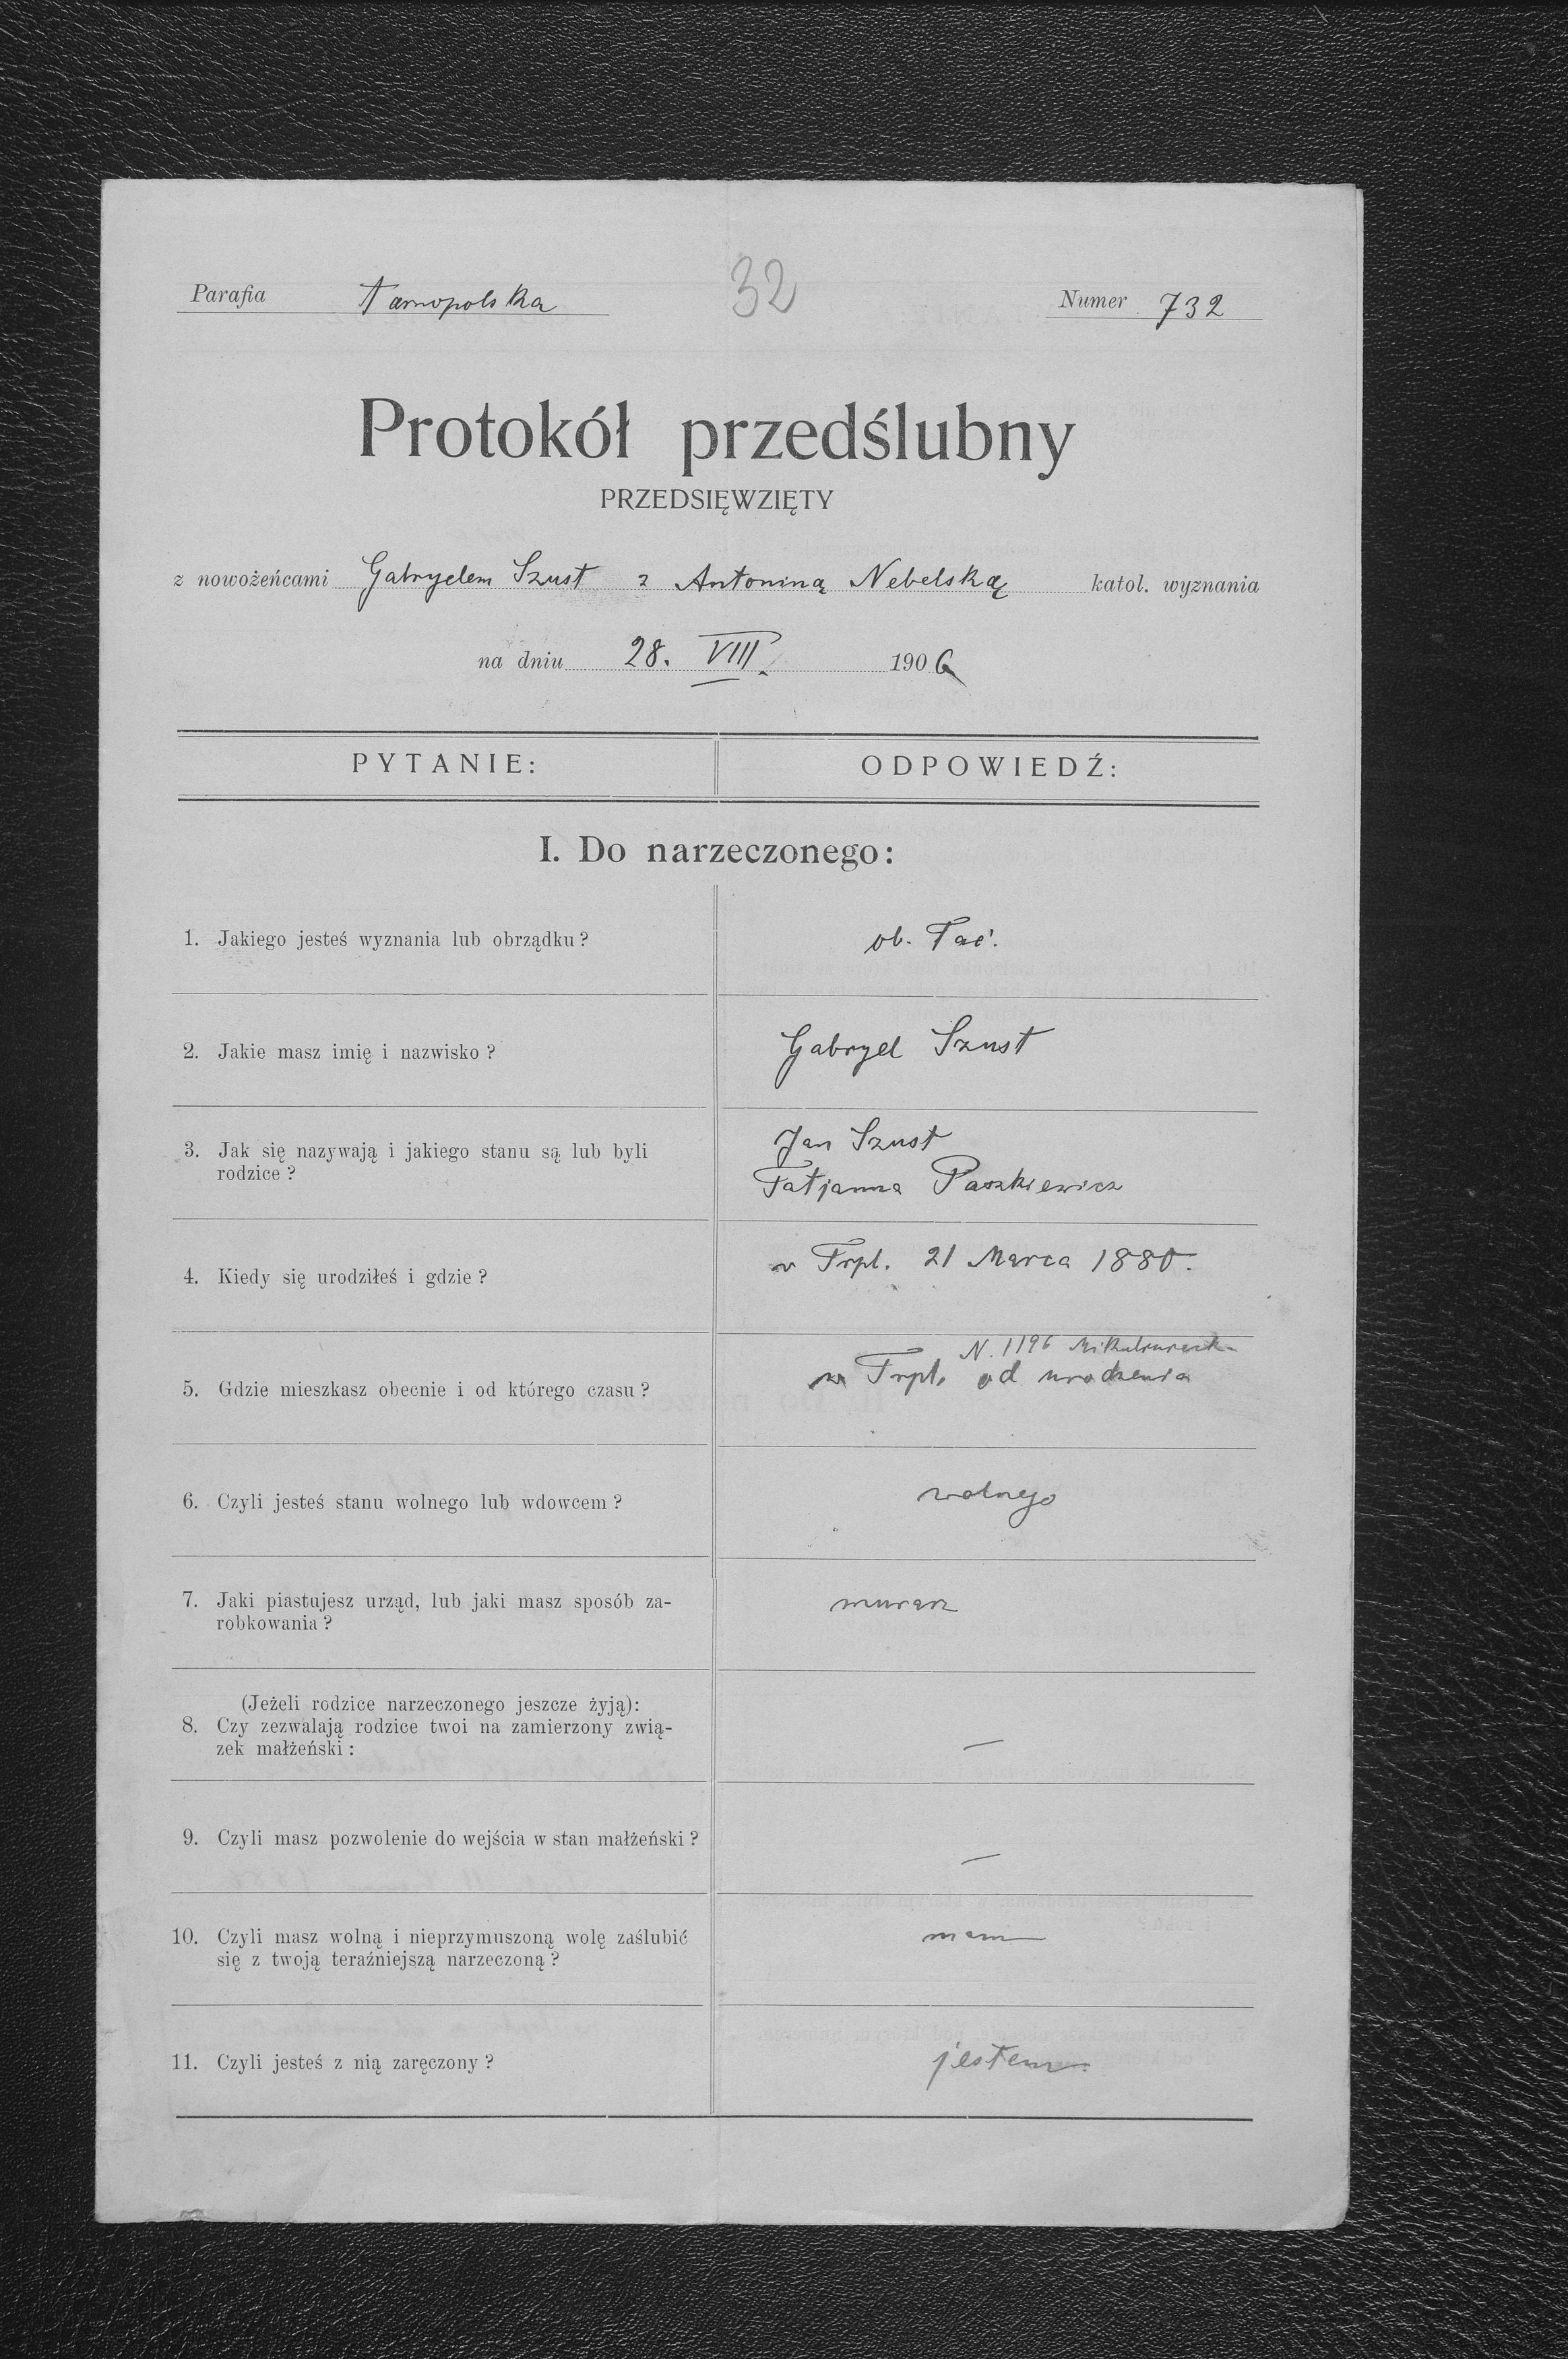 32
Parafia Tarnopolska
Numer 732
Protokół przedślubny
PRZEDSIĘWZIĘTY
z nowożeńcami Gabryelem Szust z Antoniną Nebelską katol. wyznania
na dniu 28. VIII. 1906
PYTANIE: ODPOWIEDŹ:
I. Do narzeczonego:
1. Jakiego jesteś wyznania lub obrządku?
ob. łać.
2. Jakie masz imię i nazwisko?
Gabryel Szust
3. Jak się nazywają i jakiego stanu są lub byli
rodzice?
Jan Szust
Tatjanna Paszkiewicz
4. Kiedy się urodziłeś i gdzie?
w Trpl. 21 Marca 1880.
5. Gdzie mieszkasz obecnie i od którego czasu?
N. 1196
w Trpl. od urodzenia
6. Czyli jesteś stanu wolnego lub wdowcem?
wolnego
7. Jaki piastujesz urząd, lub jaki masz sposób za-
robkowania?
murarz
(Jeżeli rodzice narzeczonego jeszcze żyją):
8. Czy zezwalają rodzice twoi na zamierzony zwią-
zek małżeński:
—
9. Czyli masz pozwolenie do wejścia w stan małżeński?
—
10. Czyli masz wolną i nieprzymuszoną wolę zaślubić
się z twoją teraźniejszą narzeczoną?
mam
11. Czyli jesteś z nią zaręczony?
jestem.